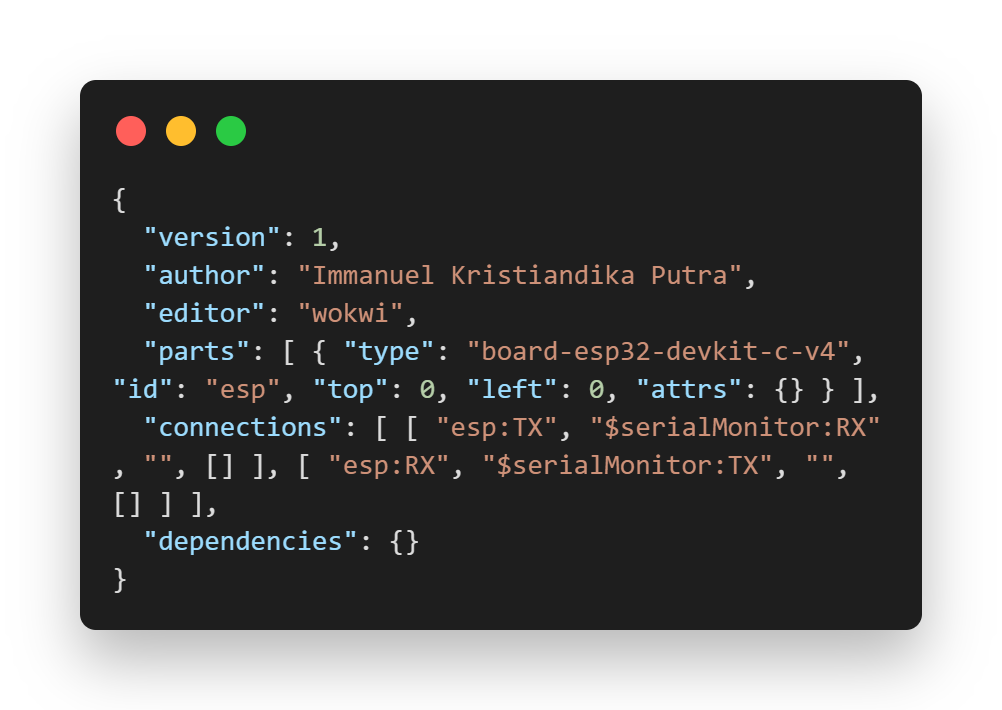 {
  "version": 1,
  "author": "Immanuel Kristiandika Putra",
  "editor": "wokwi",
  "parts": [ { "type": "board-esp32-devkit-c-v4",
"id": "esp", "top": 0, "left": 0, "attrs": {} } ],
  "connections": [ [ "esp:TX", "$serialMonitor:RX"
, "", [] ], [ "esp:RX", "$serialMonitor:TX", "",
[] ] ],
  "dependencies": {}
}